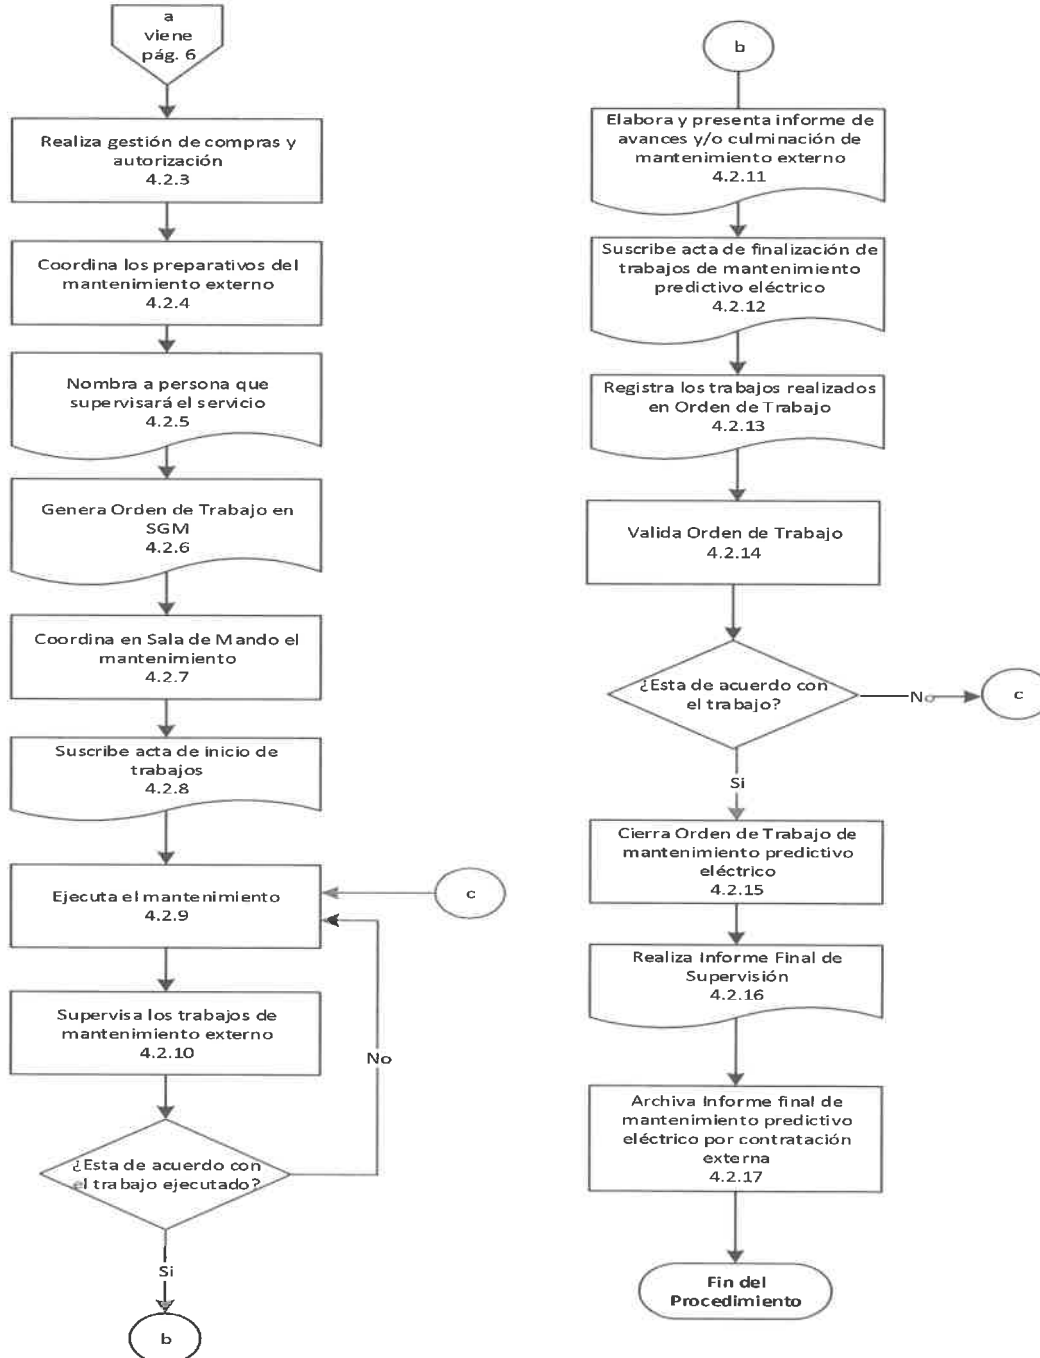 a
viene
pág. 6
Realiza gestión de compras y
autorización
4.2.3
Coordina los preparativos del
mantenimiento externo
4.2.4
Nombra a persona que
supervisará el servicio
4.2.5
Genera Orden de Trabajo en
SGM
4.2.6
Coordina en Sala de Mando el
mantenimiento
4.2.7
Suscribe acta de inicio de
trabajos
4.2.8
Ejecuta el mantenimiento
4.2.9
c
Supervisa los trabajos de
mantenimiento externo
4.2.10
No
¿Esta de acuerdo con
el trabajo ejecutado?
Si
b
b
Elabora y presenta informe de
avances y/o culminación de
mantenimiento externo
4.2.11
Suscribe acta de finalización de
trabajos de mantenimiento
predictivo eléctrico
4.2.12
Registra los trabajos realizados
en Orden de Trabajo
4.2.13
Valida Orden de Trabajo
4.2.14
¿Esta de acuerdo con
el trabajo?
No
c
Si
Cierra Orden de Trabajo de
mantenimiento predictivo
eléctrico
4.2.15
Realiza Informe Final de
Supervisión
4.2.16
Archiva Informe final de
mantenimiento predictivo
eléctrico por contratación
externa
4.2.17
Fin del
Procedimiento